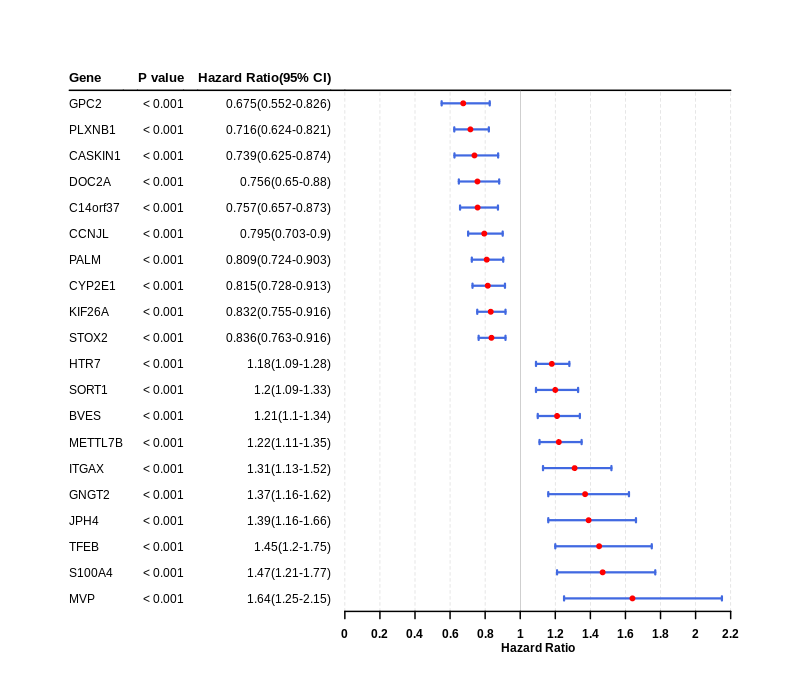 Gene P value Hazard Ratio(95% CI)
GPC2 < 0.001 0.675(0.552-0.826)
PLXNB1 < 0.001 0.716(0.624-0.821)
CASKIN1 < 0.001 0.739(0.625-0.874)
DOC2A < 0.001 0.756(0.65-0.88)
C14orf37 < 0.001 0.757(0.657-0.873)
CCNJL < 0.001 0.795(0.703-0.9)
PALM < 0.001 0.809(0.724-0.903)
CYP2E1 < 0.001 0.815(0.728-0.913)
KIF26A < 0.001 0.832(0.755-0.916)
STOX2 < 0.001 0.836(0.763-0.916)
HTR7 < 0.001 1.18(1.09-1.28)
SORT1 < 0.001 1.2(1.09-1.33)
BVES < 0.001 1.21(1.1-1.34)
METTL7B < 0.001 1.22(1.11-1.35)
ITGAX < 0.001 1.31(1.13-1.52)
GNGT2 < 0.001 1.37(1.16-1.62)
JPH4 < 0.001 1.39(1.16-1.66)
TFEB < 0.001 1.45(1.2-1.75)
S100A4 < 0.001 1.47(1.21-1.77)
MVP < 0.001 1.64(1.25-2.15)
0 0.2 0.4 0.6 0.8 1 1.2 1.4 1.6 1.8 2 2.2
Hazard Ratio